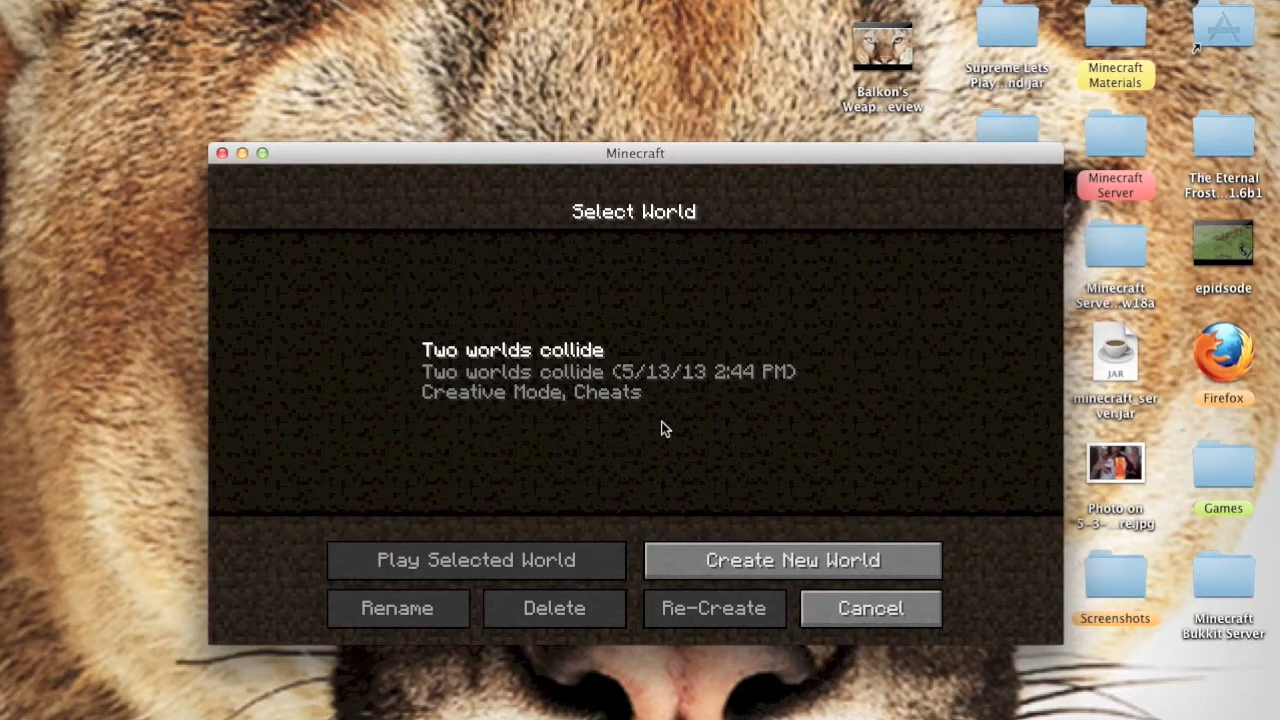 Minecraft
Select World
Two worlds collide
Two worlds collide (5/13/13 2:44 PM)
Creative Mode, Cheats
Play Selected World
Create New World
Rename
Delete
Re-Create
Cancel
Balkon's
Weap...eview
Supreme Lets
Play...nd.jar
Minecraft
Materials
Minecraft
Server
The Eternal
Frost...1.6b1
Minecraft
Serve...w18a
epidsode
JAR
minecraft_ser
ver.jar
Firefox
Photo on
5-3-...re.jpg
Games
Screenshots
Minecraft
Bukkit Server